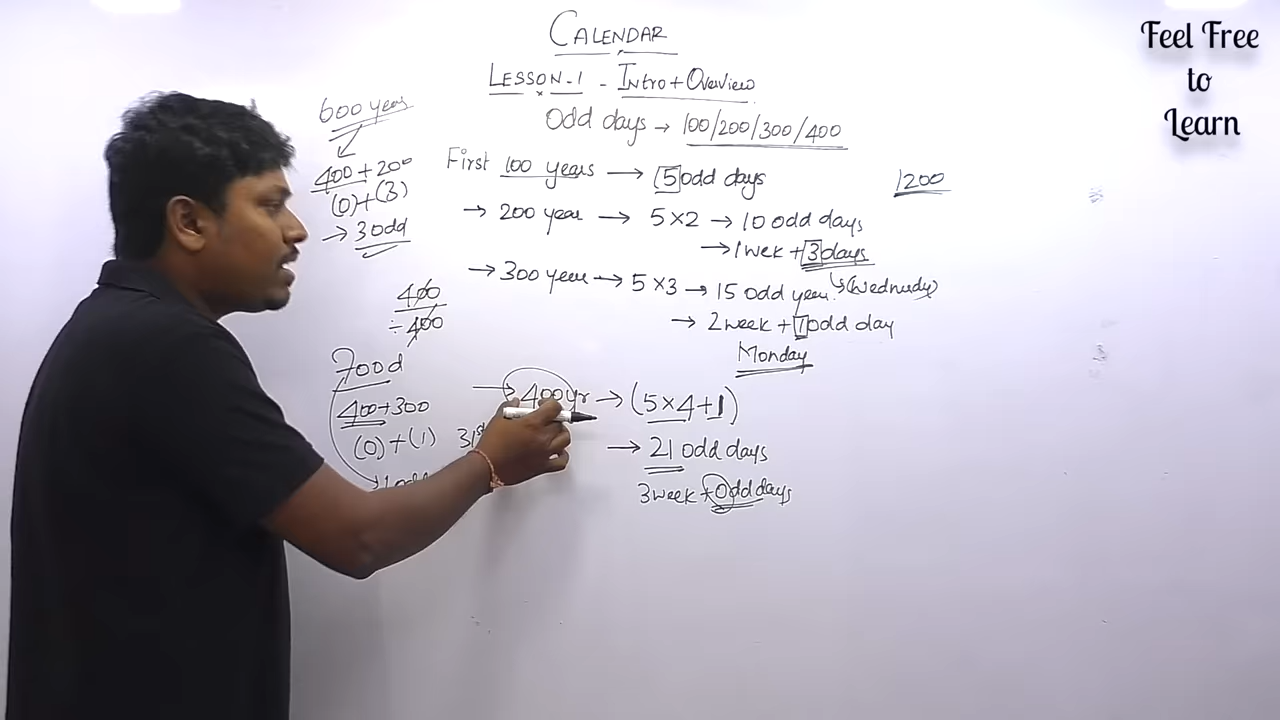 CALENDAR
LESSON-1 - Intro + Overview
Odd days → 100/200/300/400
First 100 years → 5 odd days
→ 200 year → 5 x 2 → 10 odd days
→ 1 wek + 3 days
(Wednesday)
→ 300 year → 5 x 3 → 15 odd year.
→ 2 week + 1 odd day
Monday
→ 400 yr → (5 x 4 + 1)
31st
→ 21 odd days
3 week + 0dd days
600 years
400 + 200
(0) + (3)
→ 3 odd
400
÷ 400
700
400 + 300
(0) + (1)
1200
Feel Free
to
Learn